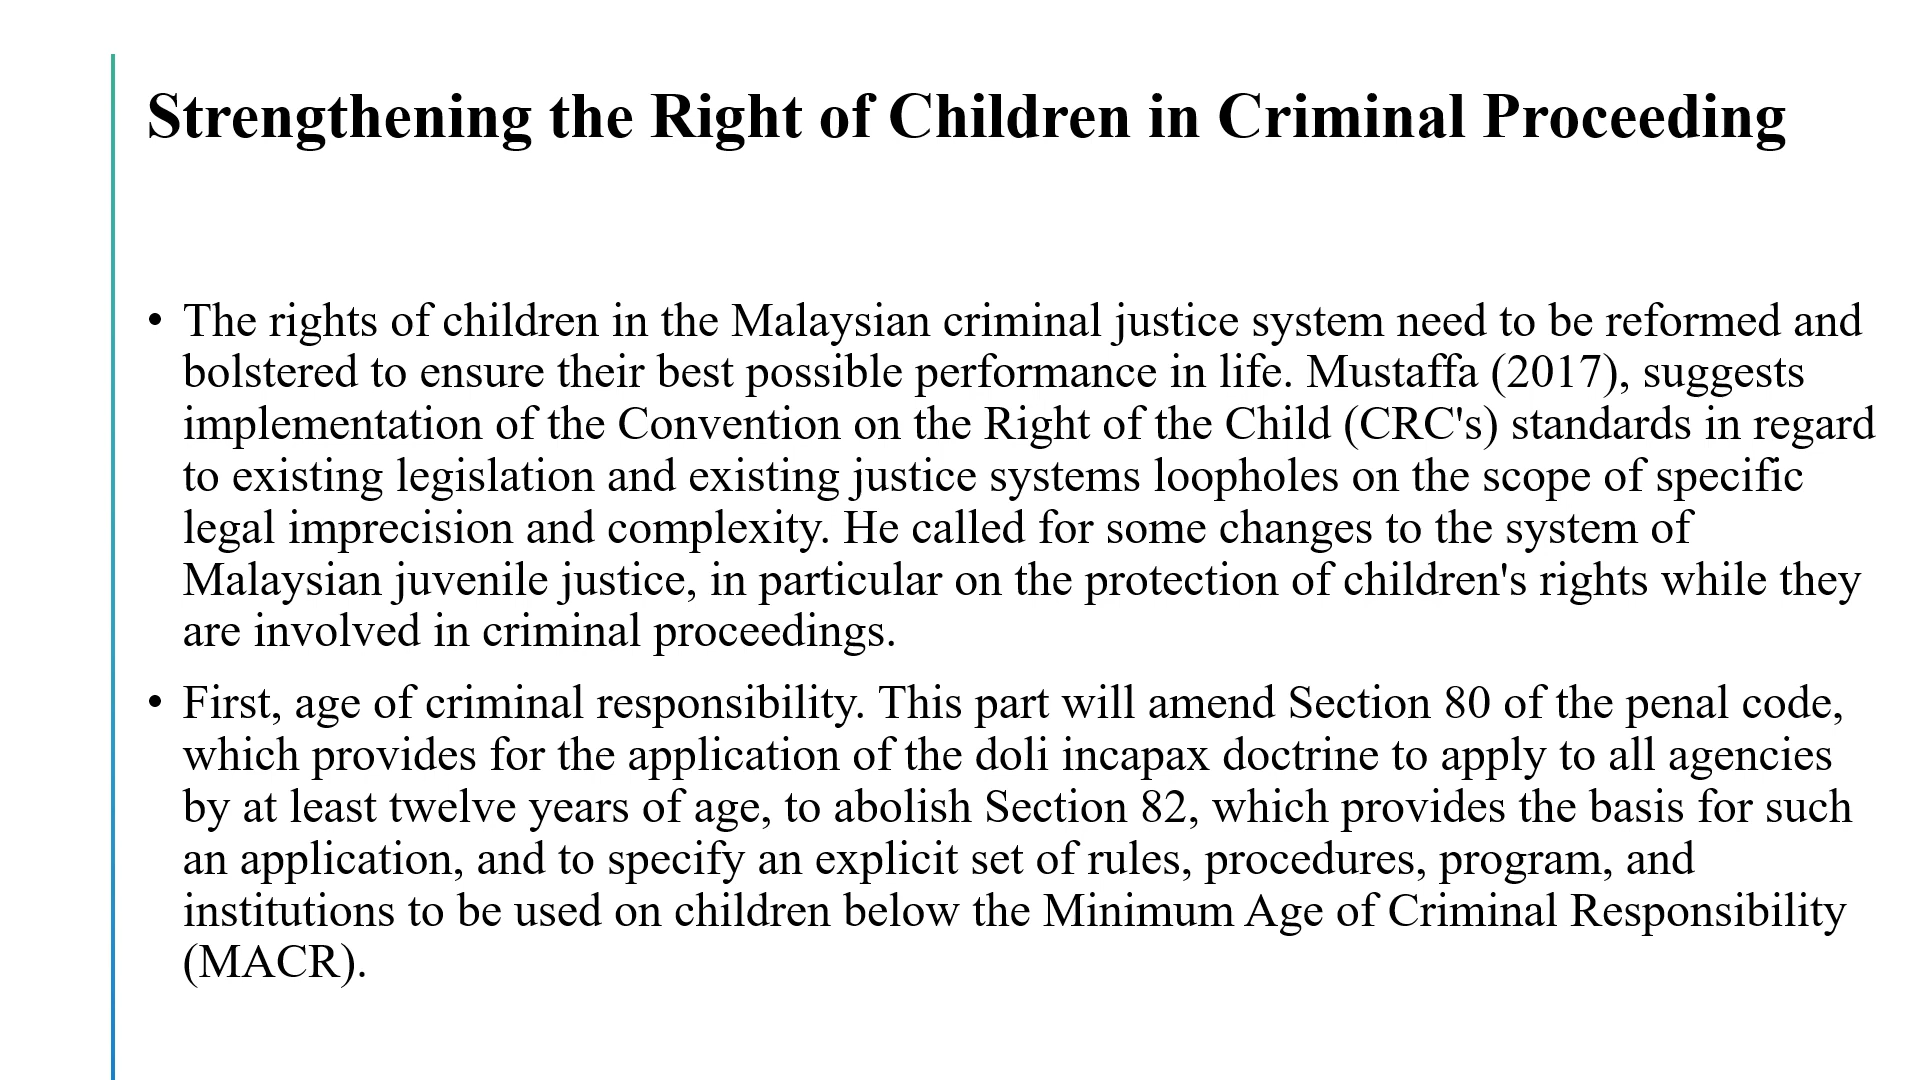 Strengthening the Right of Children in Criminal Proceeding
• The rights of children in the Malaysian criminal justice system need to be reformed and
bolstered to ensure their best possible performance in life. Mustaffa (2017), suggests
implementation of the Convention on the Right of the Child (CRC's) standards in regard
to existing legislation and existing justice systems loopholes on the scope of specific
legal imprecision and complexity. He called for some changes to the system of
Malaysian juvenile justice, in particular on the protection of children's rights while they
are involved in criminal proceedings.
• First, age of criminal responsibility. This part will amend Section 80 of the penal code,
which provides for the application of the doli incapax doctrine to apply to all agencies
by at least twelve years of age, to abolish Section 82, which provides the basis for such
an application, and to specify an explicit set of rules, procedures, program, and
institutions to be used on children below the Minimum Age of Criminal Responsibility
(MACR).